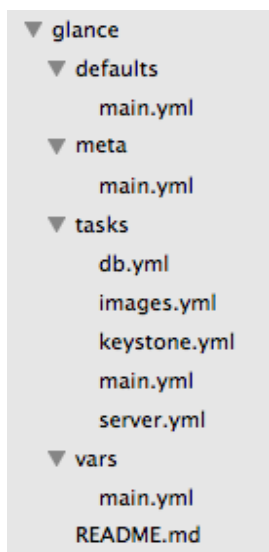 glance
defaults
main.yml
meta
main.yml
tasks
db.yml
images.yml
keystone.yml
main.yml
server.yml
vars
main.yml
README.md